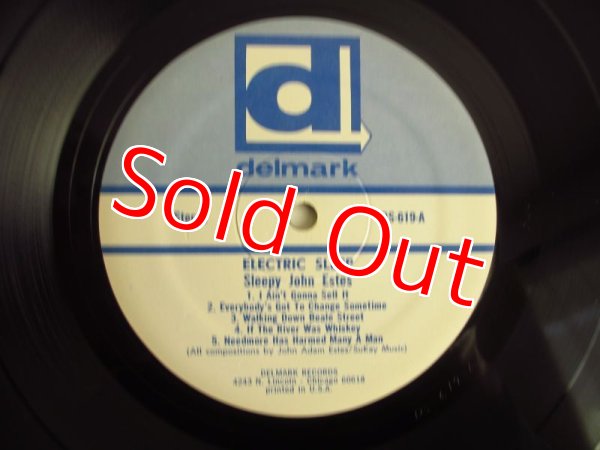 d
delmark
Sold Out
S-619-A
ELECTRIC
Sleepy John Estes
1. I Ain't Gonna Sell It
2. Everybody's Got To Change Sometime
3. Walking Down Beale Street
4. If The River Was Whiskey
5. Needmore Has Harmed Many A Man
(All compositions by John Adam Estes/SuKay Music)
DELMARK RECORDS
4243 N. Lincoln - Chicago 60618
printed in U.S.A.